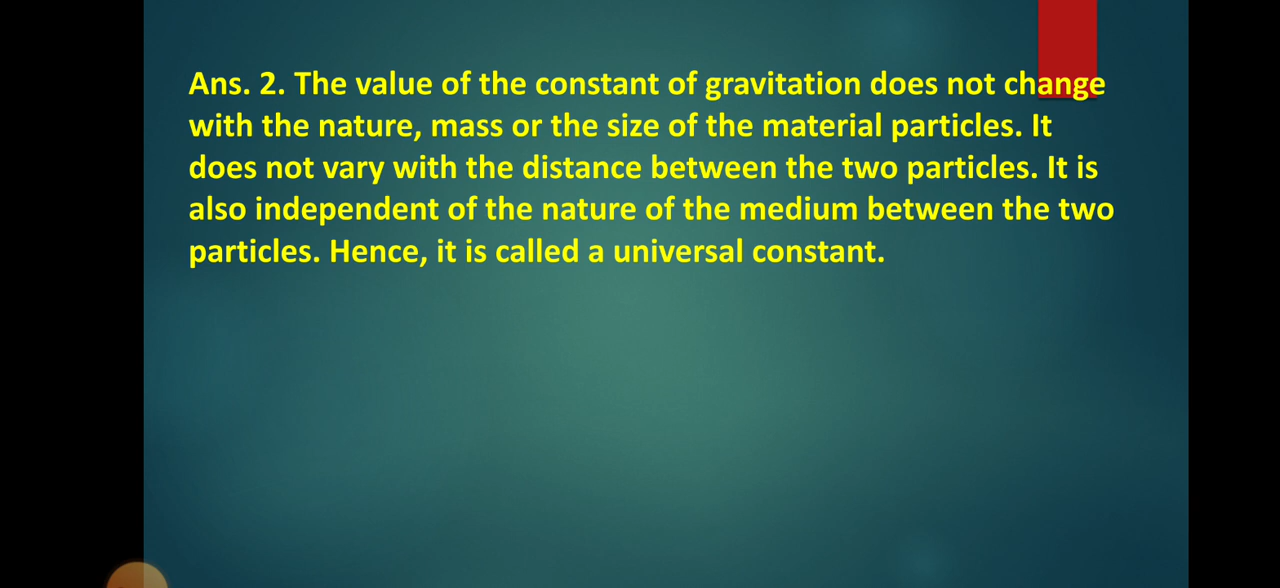 Ans. 2. The value of the constant of gravitation does not change
with the nature, mass or the size of the material particles. It
does not vary with the distance between the two particles. It is
also independent of the nature of the medium between the two
particles. Hence, it is called a universal constant.